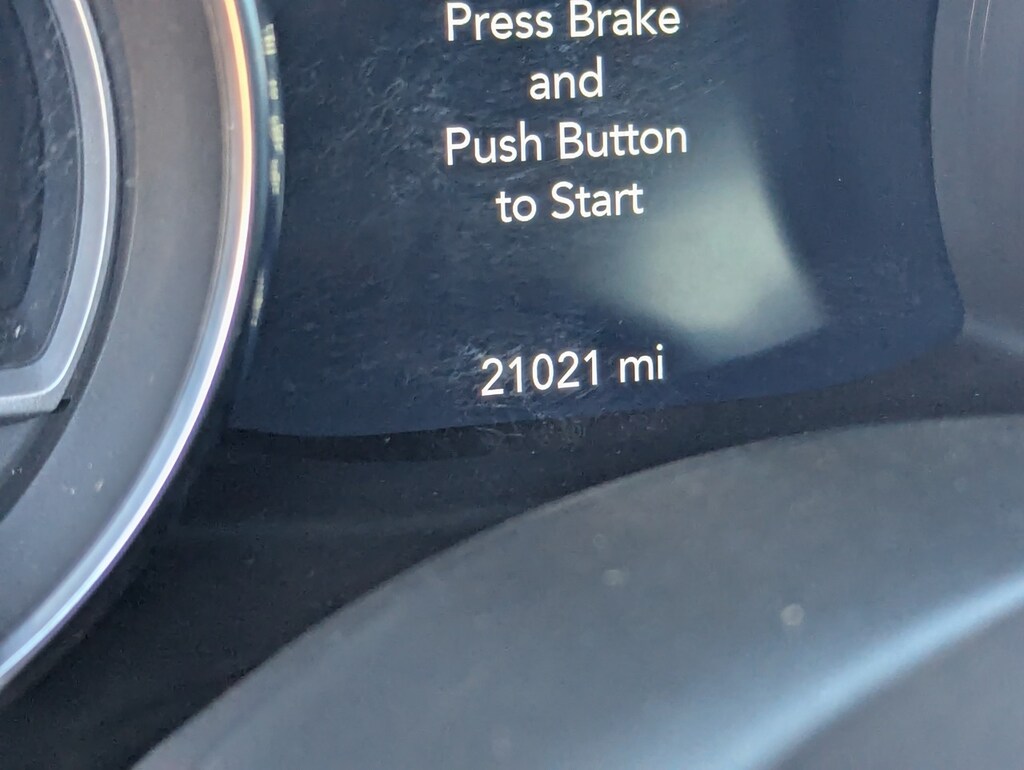 Press Brake
and
Push Button
to Start
21021 mi